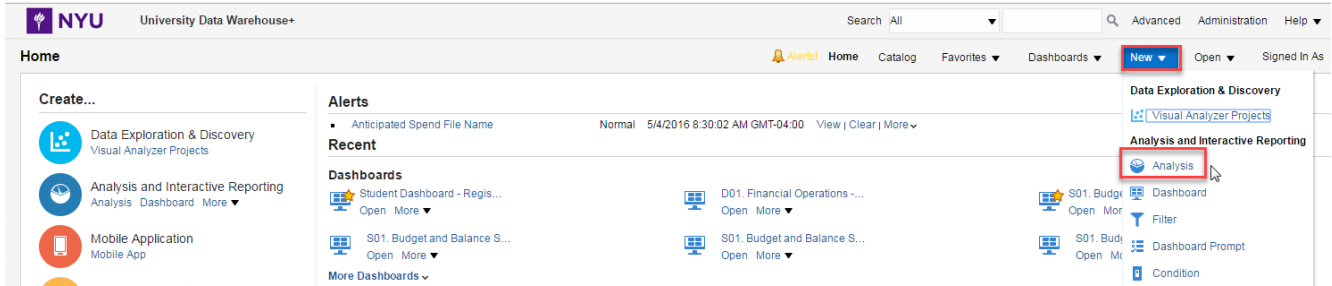 NYU University Data Warehouse+ Search All Advanced Administration Help
Home Alerts! Home Catalog Favorites Dashboards New Open Signed In As
Create...
Data Exploration & Discovery
Visual Analyzer Projects
Analysis and Interactive Reporting
Analysis Dashboard More
Mobile Application
Mobile App
Alerts
Anticipated Spend File Name Normal 5/4/2016 8:30:02 AM GMT-04:00 View | Clear | More
Recent
Dashboards
Student Dashboard - Regis... D01. Financial Operations -... S01. Budge
Open More Open More Open Mor
S01. Budget and Balance S... S01. Budget and Balance S... S01. Budg
Open More Open More Open Mo
More Dashboards
Data Exploration & Discovery
Visual Analyzer Projects
Analysis and Interactive Reporting
Analysis
Dashboard
Filter
Dashboard Prompt
Condition